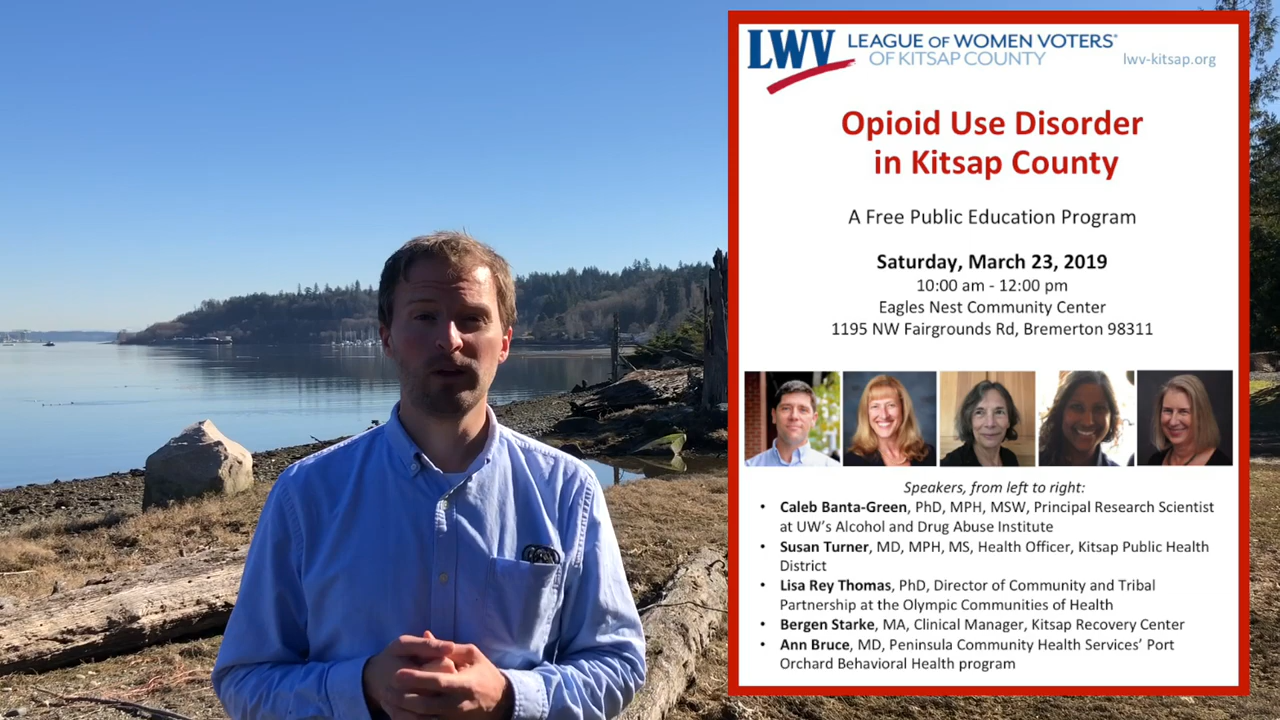 LWV LEAGUE OF WOMEN VOTERS®
OF KITSAP COUNTY
lwv-kitsap.org
Opioid Use Disorder
in Kitsap County
A Free Public Education Program
Saturday, March 23, 2019
10:00 am - 12:00 pm
Eagles Nest Community Center
1195 NW Fairgrounds Rd, Bremerton 98311
Speakers, from left to right:
• Caleb Banta-Green, PhD, MPH, MSW, Principal Research Scientist
at UW's Alcohol and Drug Abuse Institute
• Susan Turner, MD, MPH, MS, Health Officer, Kitsap Public Health
District
• Lisa Rey Thomas, PhD, Director of Community and Tribal
Partnership at the Olympic Communities of Health
• Bergen Starke, MA, Clinical Manager, Kitsap Recovery Center
• Ann Bruce, MD, Peninsula Community Health Services' Port
Orchard Behavioral Health program